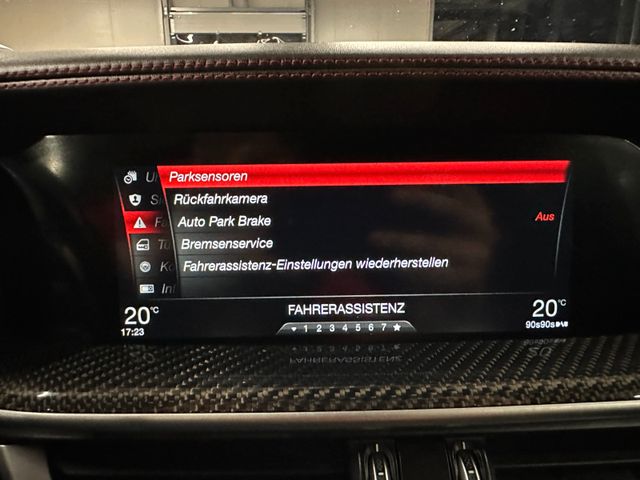 Parksensoren
Rückfahrkamera
Auto Park Brake Aus
Bremsenservice
Fahrerassistenz-Einstellungen wiederherstellen
20°C FAHRERASSISTENZ 20°C
17:23 1 2 3 4 5 6 7 90s90s